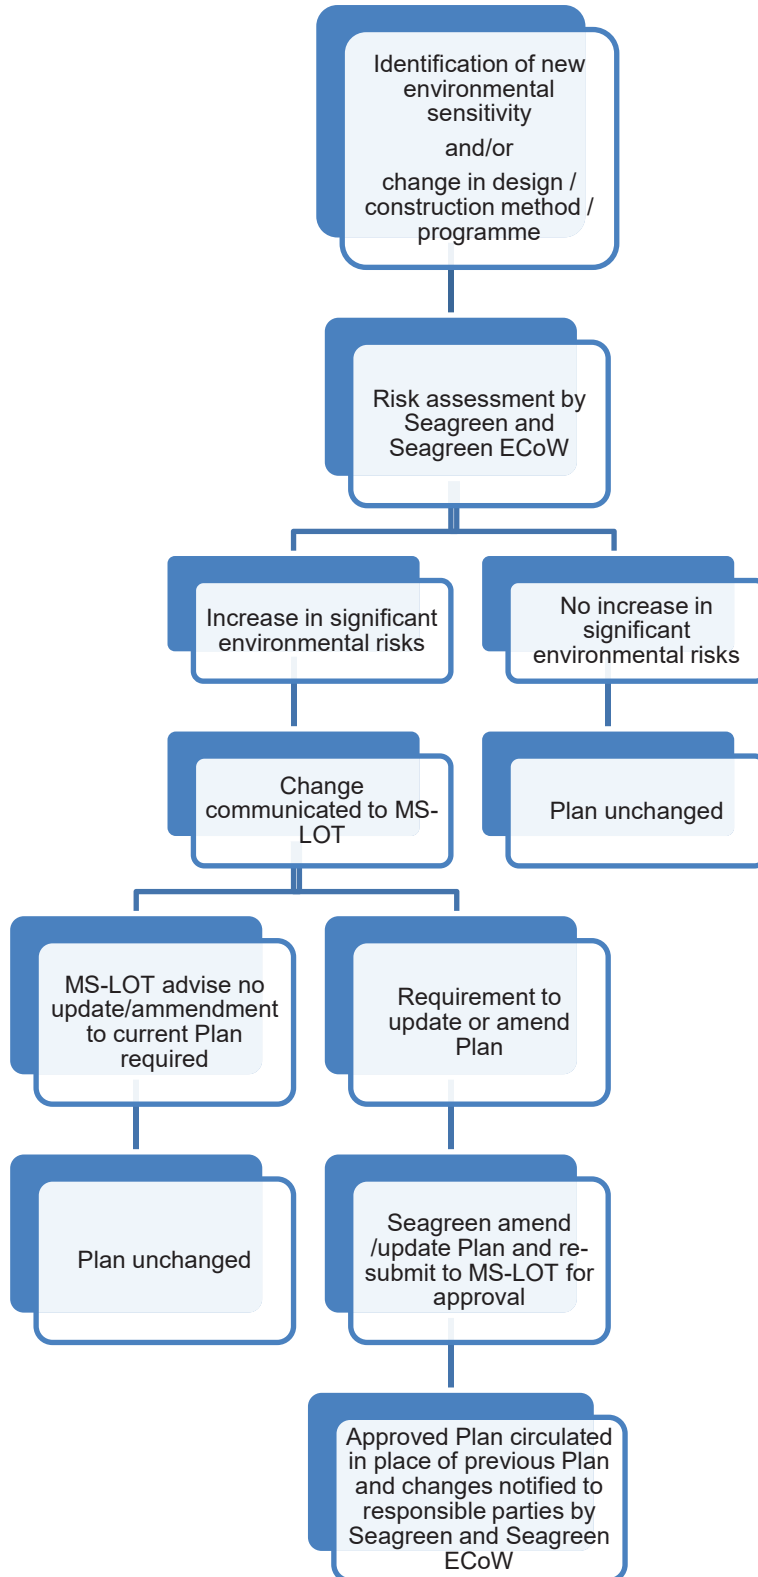 Identification of new
environmental
sensitivity
and/or
change in design /
construction method /
programme
Risk assessment by
Seagreen and
Seagreen ECoW
Increase in significant
environmental risks
No increase in
significant
environmental risks
Change
communicated to MS-
LOT
Plan unchanged
MS-LOT advise no
update/ammendment
to current Plan
required
Requirement to
update or amend
Plan
Plan unchanged
Seagreen amend
/update Plan and re-
submit to MS-LOT for
approval
Approved Plan circulated
in place of previous Plan
and changes notified to
responsible parties by
Seagreen and Seagreen
ECoW